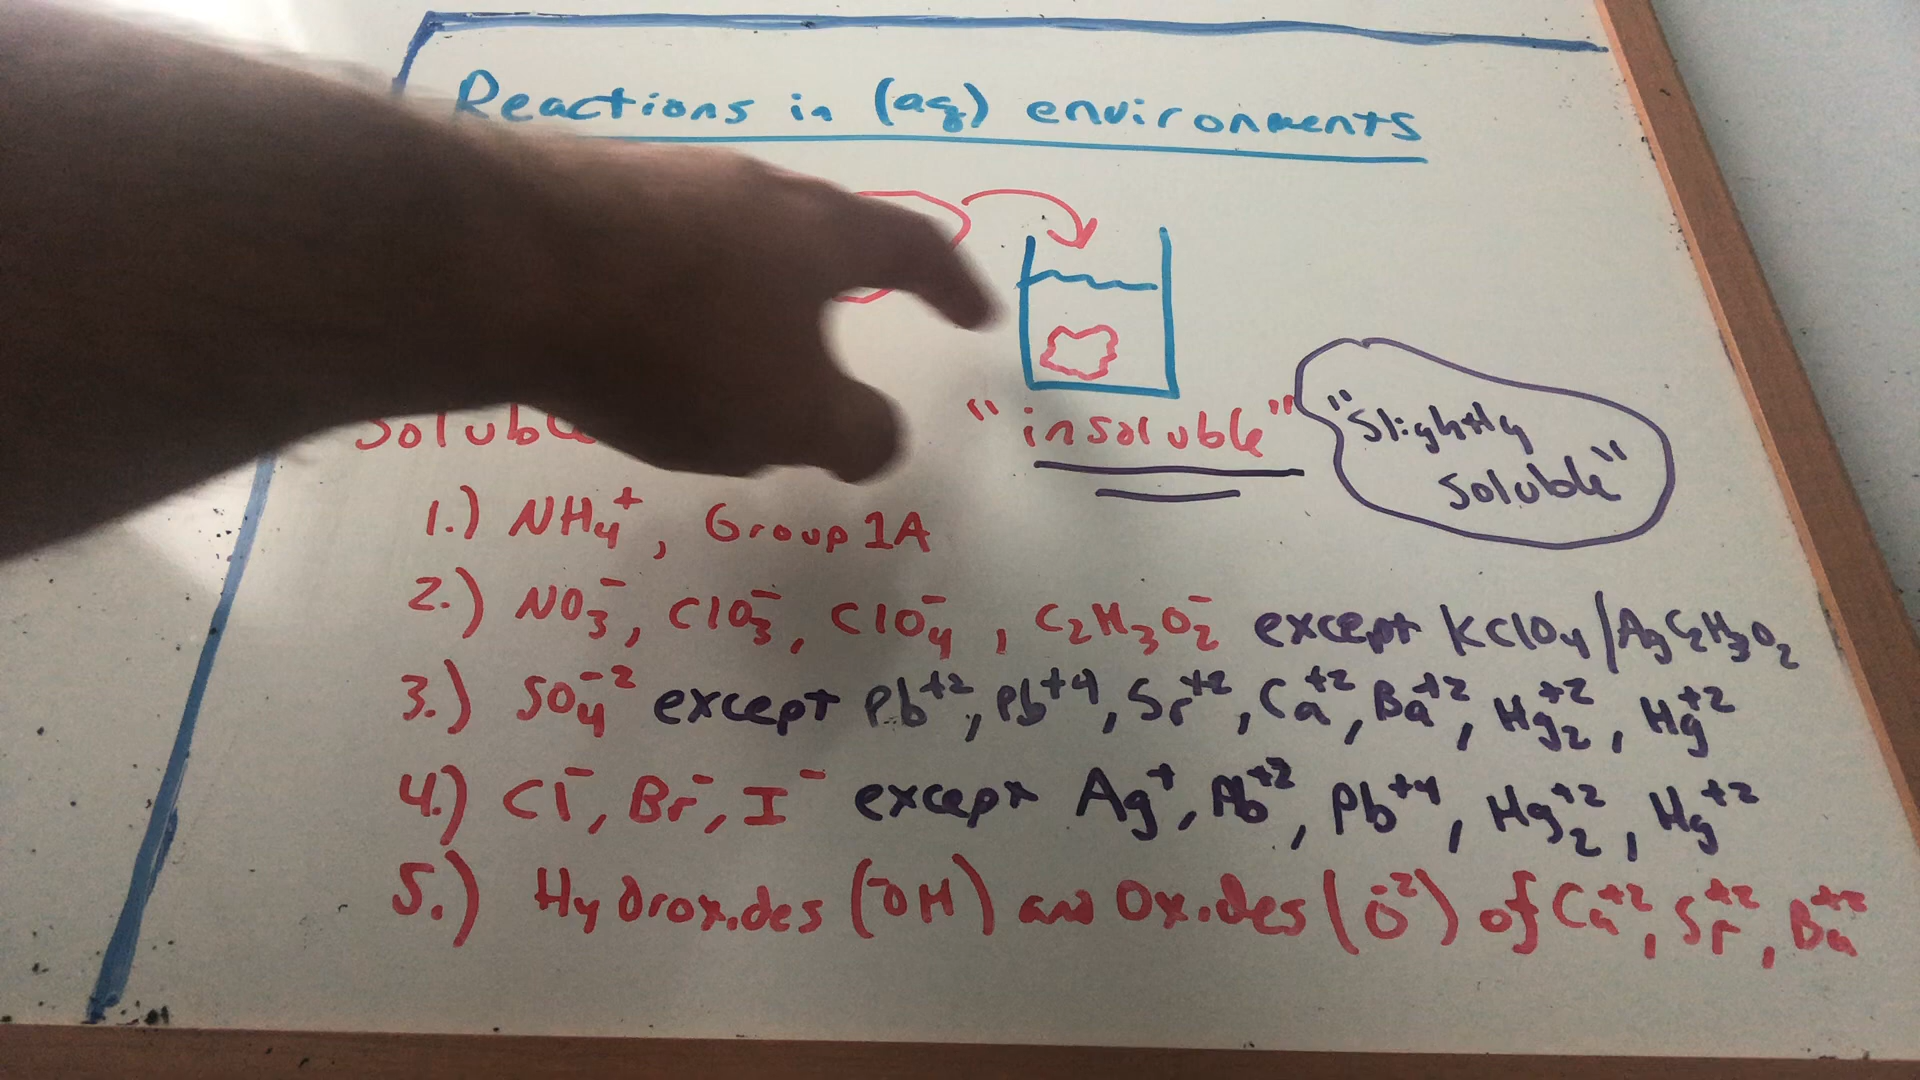 Reactions in (aq) environments
Soluble
"insoluble"
"Slightly
Soluble"
1.) NH₄⁺, Group 1A
2.) NO₃⁻, ClO₃⁻, ClO₄⁻, C₂H₃O₂⁻ except KClO₄/AgC₂H₃O₂
3.) SO₄⁻² except Pb⁺², Pb⁺⁴, Sr⁺², Ca⁺², Ba⁺², Hg₂⁺², Hg⁺²
4.) Cl⁻, Br⁻, I⁻ except Ag⁺, Pb⁺², Pb⁺⁴, Hg₂⁺², Hg⁺²
5.) Hydroxides (⁻OH) and Oxides (O⁻²) of Ca⁺², Sr⁺², Ba⁺²